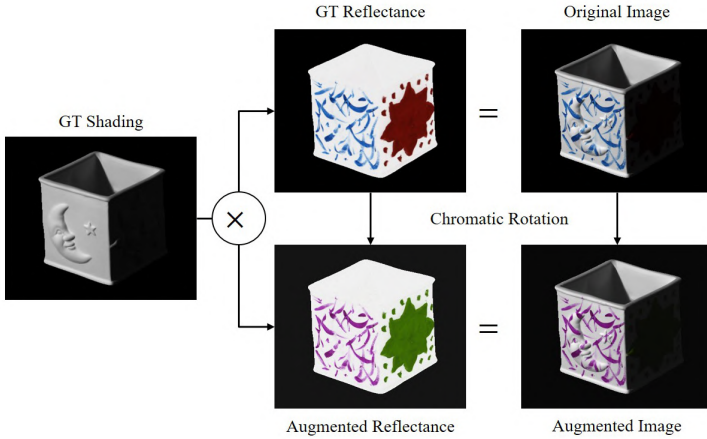 GT Reflectance
Original Image
GT Shading
=
×
Chromatic Rotation
=
Augmented Reflectance
Augmented Image